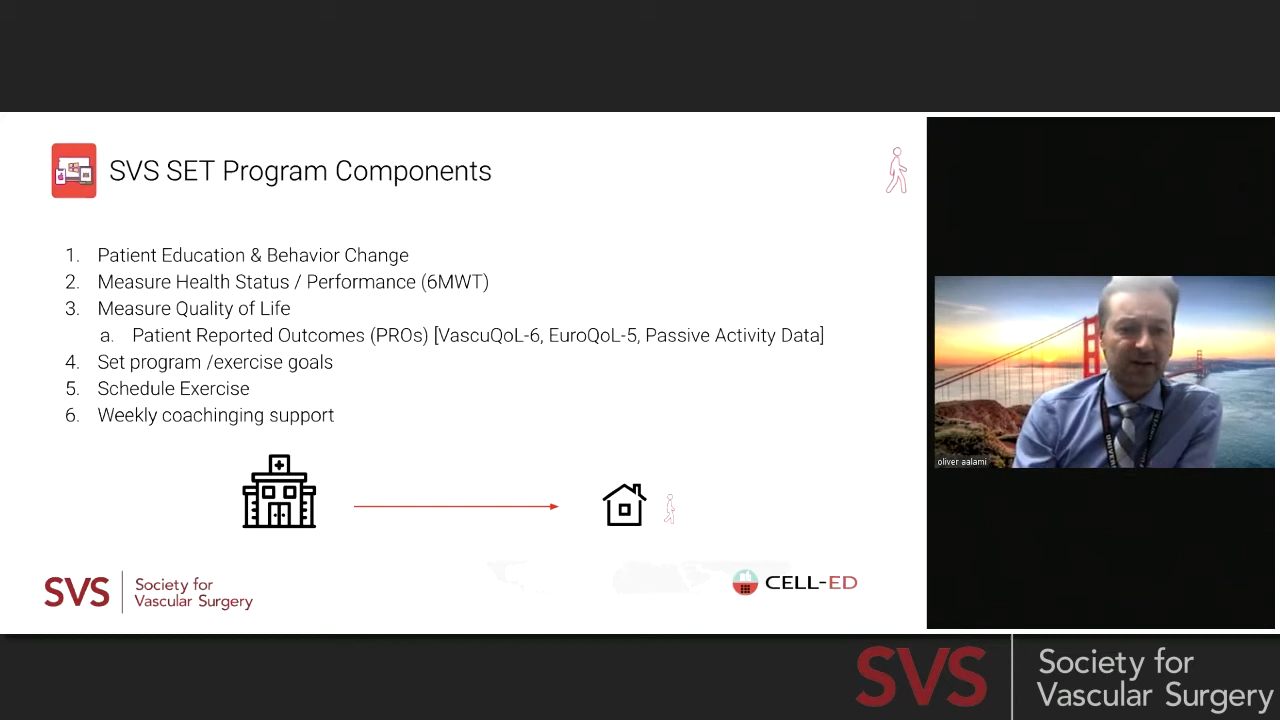 SVS SET Program Components
1. Patient Education & Behavior Change
2. Measure Health Status / Performance (6MWT)
3. Measure Quality of Life
a. Patient Reported Outcomes (PROs) [VascuQoL-6, EuroQoL-5, Passive Activity Data]
4. Set program /exercise goals
5. Schedule Exercise
6. Weekly coachinging support
oliver aalami
SVS
Society for
Vascular Surgery
CELL-ED
SVS
Society for
Vascular Surgery